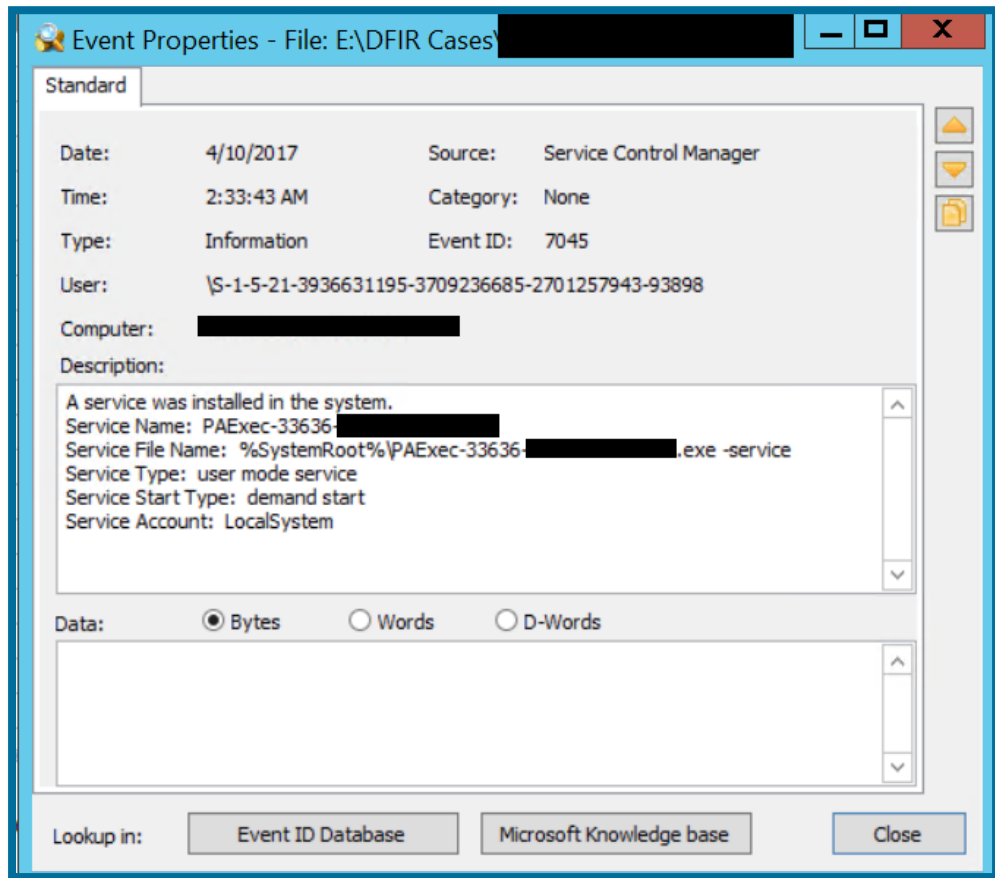 Event Properties - File: E:\DFIR Cases\
Standard
Date: 4/10/2017 Source: Service Control Manager
Time: 2:33:43 AM Category: None
Type: Information Event ID: 7045
User: \S-1-5-21-3936631195-3709236685-2701257943-93898
Computer:
Description:
A service was installed in the system.
Service Name: PAExec-33636-
Service File Name: %SystemRoot%\PAExec-33636- .exe -service
Service Type: user mode service
Service Start Type: demand start
Service Account: LocalSystem
Data: Bytes Words D-Words
Lookup in: Event ID Database Microsoft Knowledge base Close